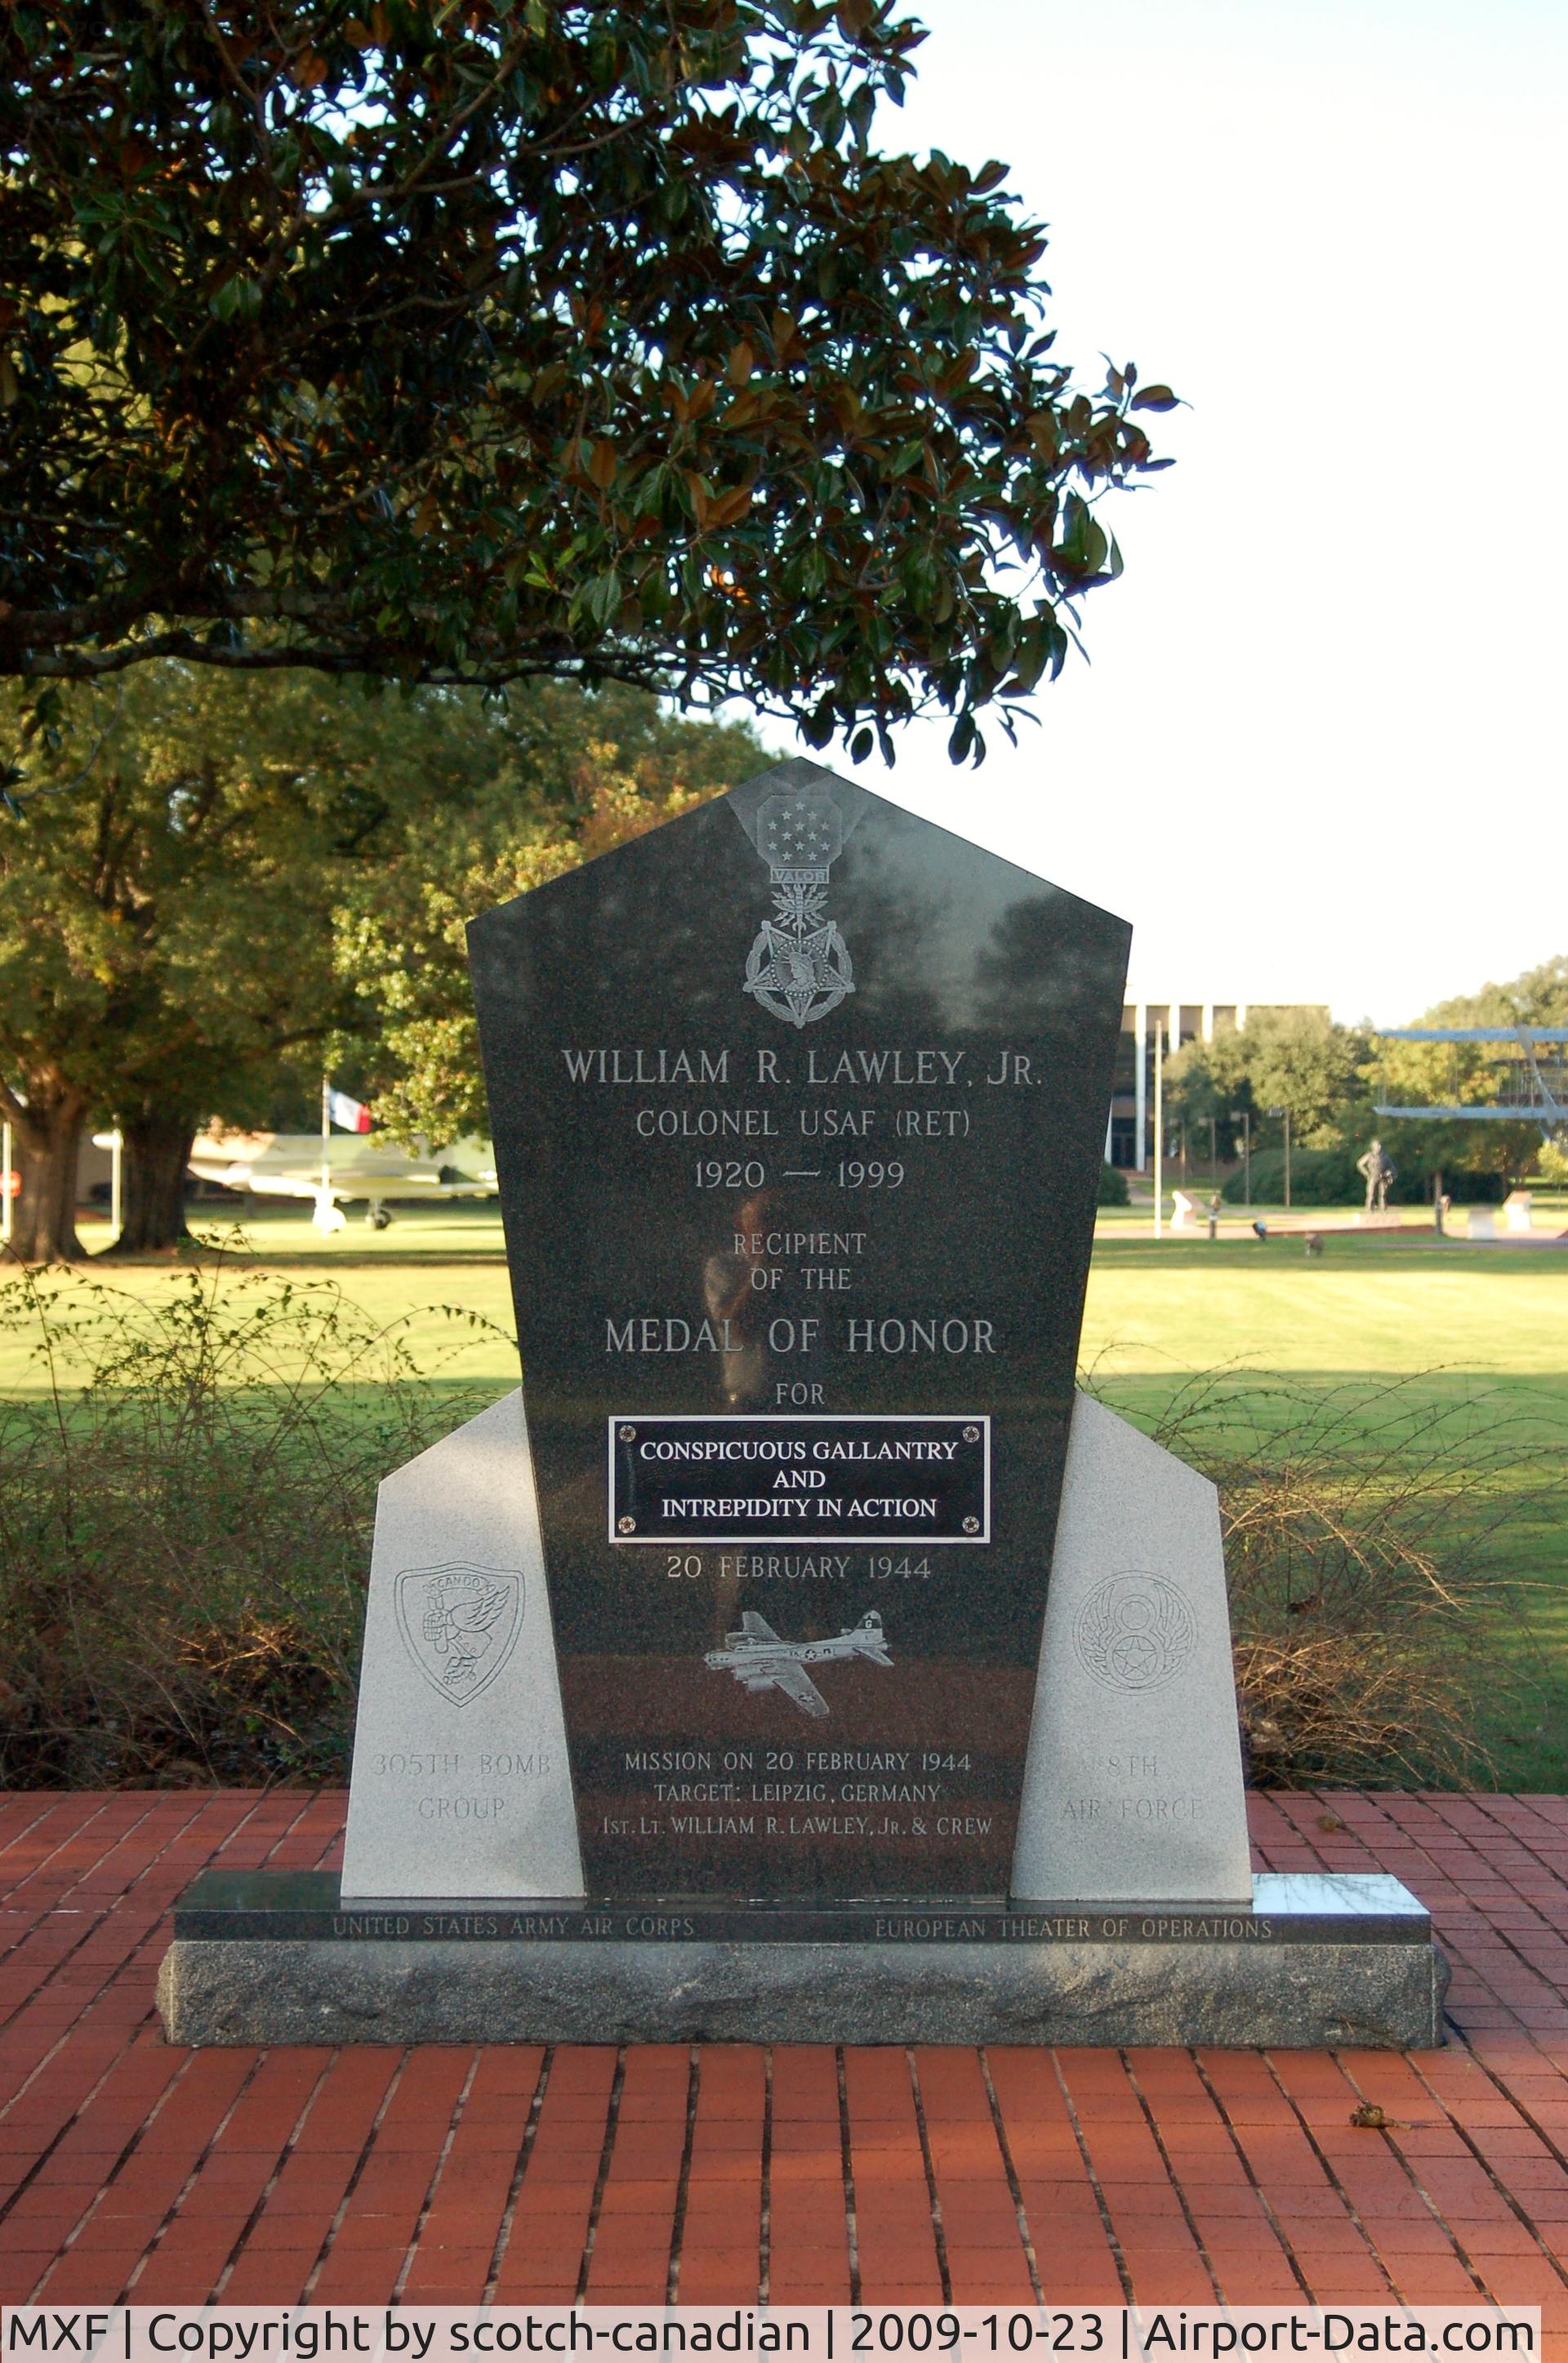 VALOR
WILLIAM R. LAWLEY, JR.
COLONEL USAF (RET)
1920 — 1999
RECIPIENT
OF THE
MEDAL OF HONOR
FOR
CONSPICUOUS GALLANTRY
AND
INTREPIDITY IN ACTION
20 FEBRUARY 1944
CAN DO
G
305TH BOMB
GROUP
MISSION ON 20 FEBRUARY 1944
TARGET: LEIPZIG, GERMANY
1ST. LT. WILLIAM R. LAWLEY, JR. & CREW
8
8TH
AIR FORCE
UNITED STATES ARMY AIR CORPS
EUROPEAN THEATER OF OPERATIONS
MXF | Copyright by scotch-canadian | 2009-10-23 | Airport-Data.com